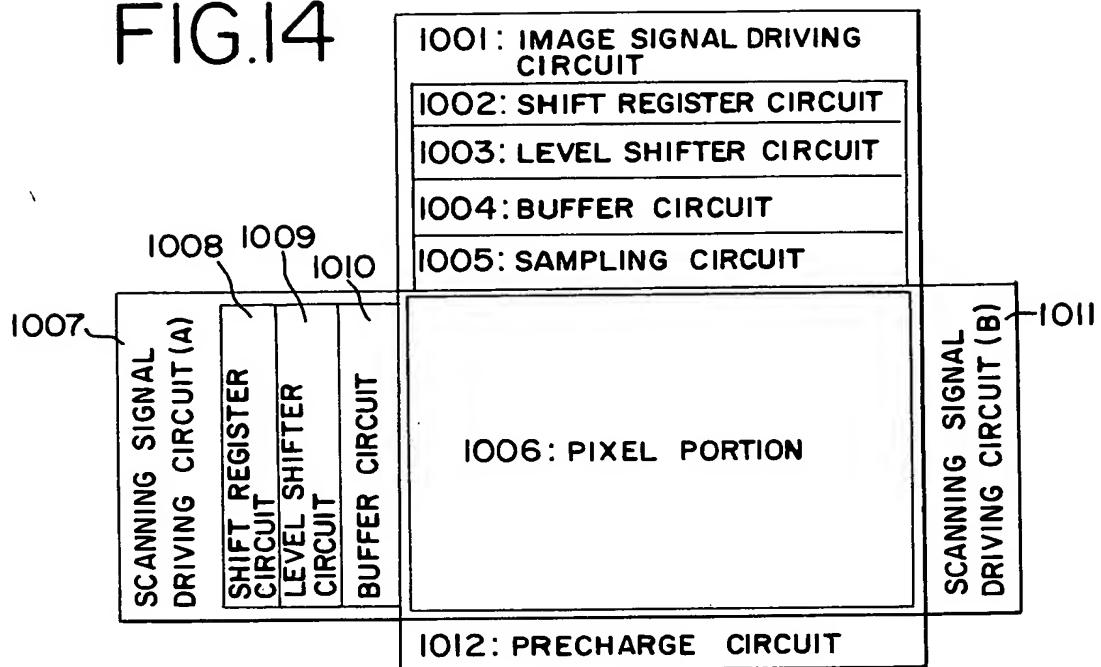 FIG.14
1001: IMAGE SIGNAL DRIVING
CIRCUIT
1002: SHIFT REGISTER CIRCUIT
1003: LEVEL SHIFTER CIRCUIT
1004: BUFFER CIRCUIT
1005: SAMPLING CIRCUIT
1008
1009
1010
1007
SCANNING SIGNAL
DRIVING CIRCUIT(A)
SHIFT REGISTER
CIRCUIT
LEVEL SHIFTER
CIRCUIT
BUFFER CIRCUIT
1006: PIXEL PORTION
SCANNING SIGNAL
DRIVING CIRCUIT (B)
1011
1012: PRECHARGE CIRCUIT